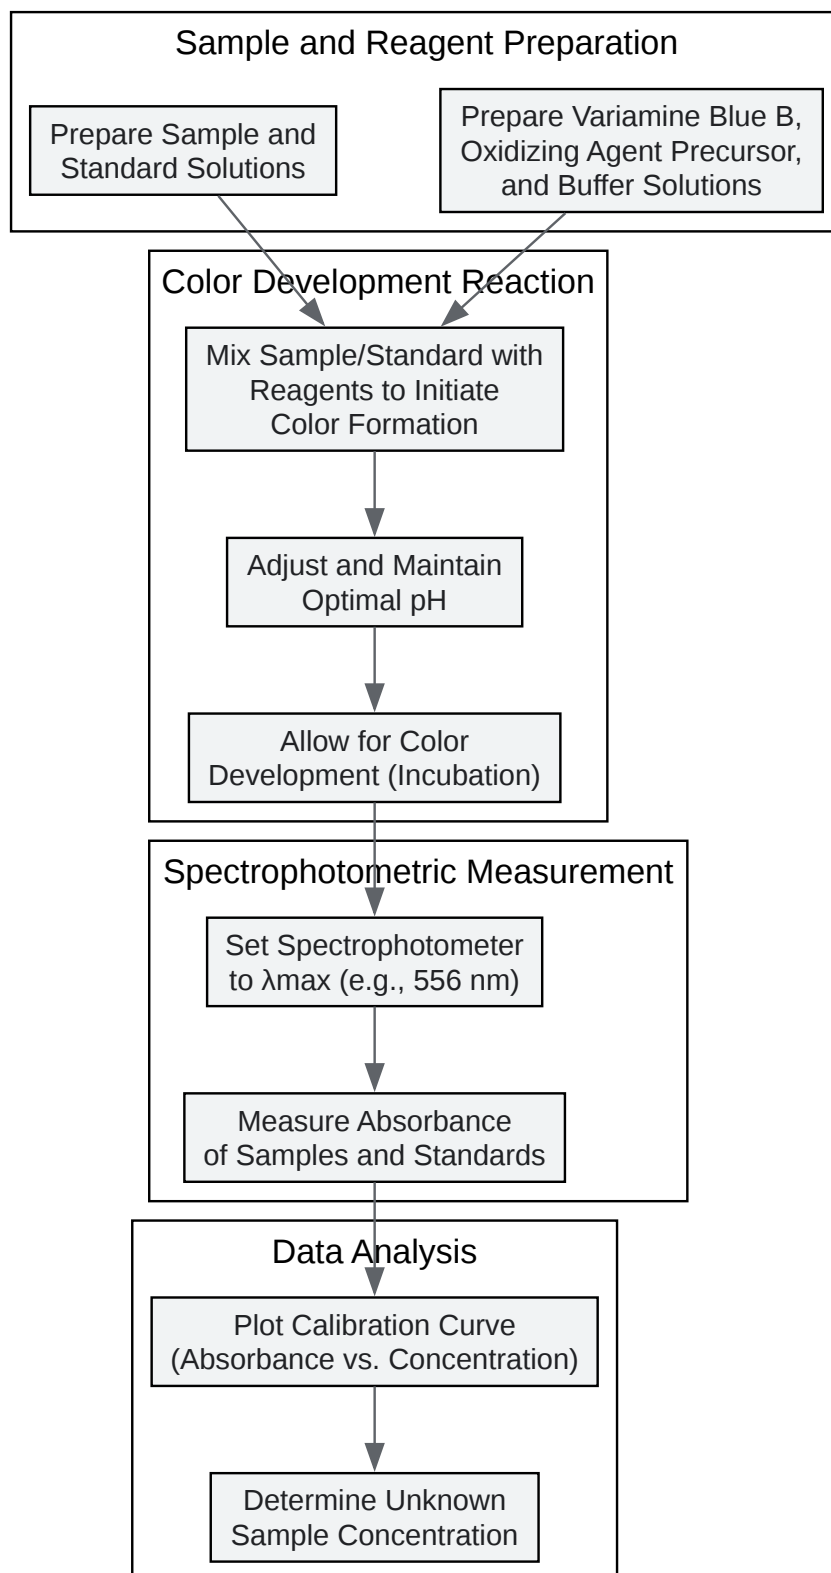 Sample and Reagent Preparation
Prepare Sample and
Standard Solutions
Prepare Variamine Blue B,
Oxidizing Agent Precursor,
and Buffer Solutions
Color Development Reaction
Mix Sample/Standard with
Reagents to Initiate
Color Formation
Adjust and Maintain
Optimal pH
Allow for Color
Development (Incubation)
Spectrophotometric Measurement
Set Spectrophotometer
to λmax (e.g., 556 nm)
Measure Absorbance
of Samples and Standards
Data Analysis
Plot Calibration Curve
(Absorbance vs. Concentration)
Determine Unknown
Sample Concentration